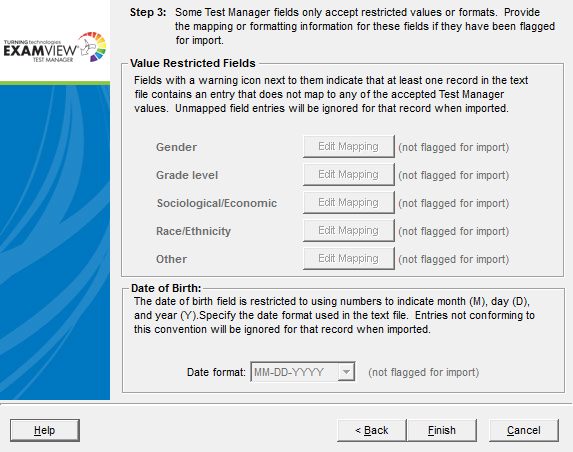 TURNING technologies
EXAMVIEW
TEST MANAGER
Step 3: Some Test Manager fields only accept restricted values or formats. Provide
the mapping or formatting information for these fields if they have been flagged
for import.
Value Restricted Fields
Fields with a warning icon next to them indicate that at least one record in the text
file contains an entry that does not map to any of the accepted Test Manager
values. Unmapped field entries will be ignored for that record when imported.
Gender Edit Mapping (not flagged for import)
Grade level Edit Mapping (not flagged for import)
Sociological/Economic Edit Mapping (not flagged for import)
Race/Ethnicity Edit Mapping (not flagged for import)
Other Edit Mapping (not flagged for import)
Date of Birth:
The date of birth field is restricted to using numbers to indicate month (M), day (D),
and year (Y).Specify the date format used in the text file. Entries not conforming to
this convention will be ignored for that record when imported.
Date format: MM-DD-YYYY (not flagged for import)
Help < Back Finish Cancel